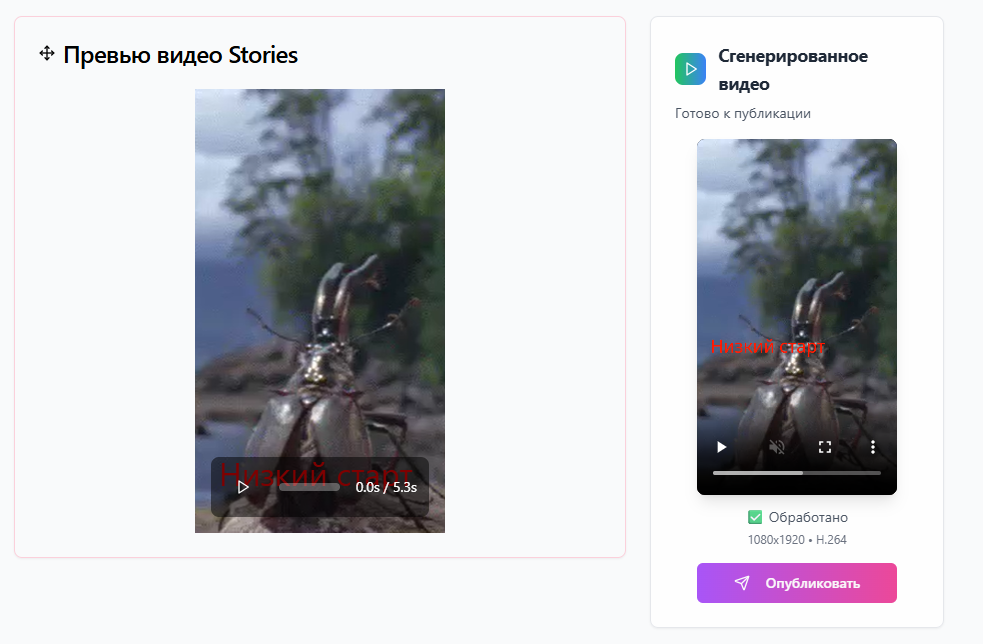 Превью видео Stories
Низкий старт
0.0s / 5.3s
Сгенерированное
видео
Готово к публикации
Низкий старт
✅ Обработано
1080x1920 • H.264
Опубликовать